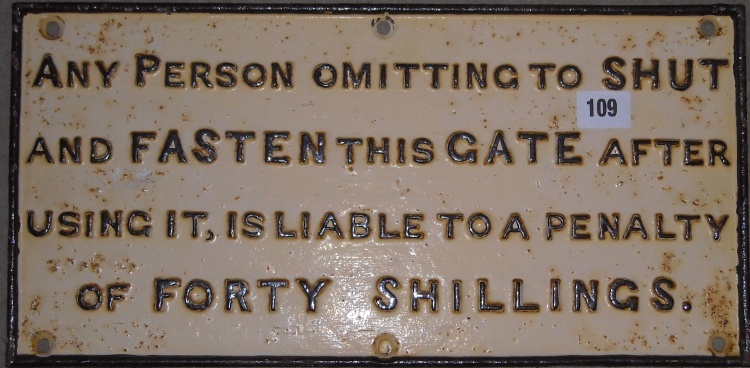 ANY PERSON OMITTING TO SHUT
109
AND FASTEN THIS GATE AFTER
USING IT, IS LIABLE TO A PENALTY
OF FORTY SHILLINGS.